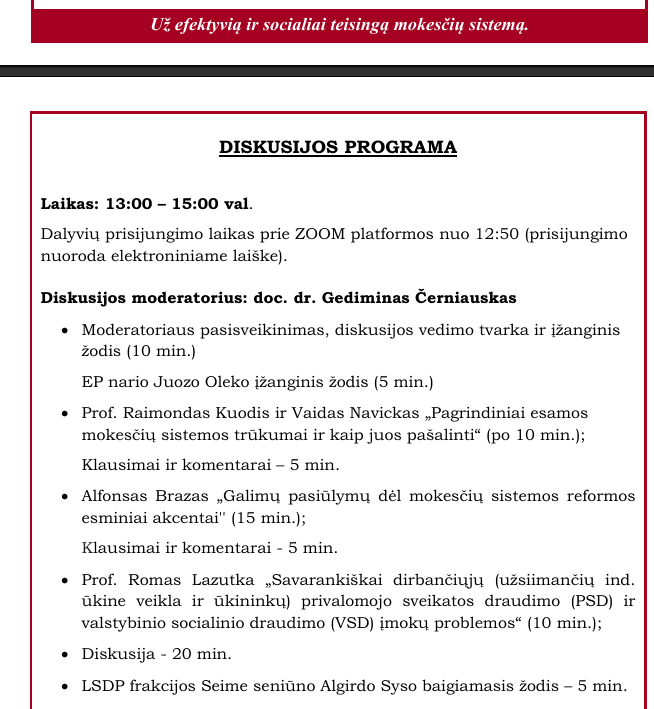 Už efektyvią ir socialiai teisingą mokesčių sistemą.
DISKUSIJOS PROGRAMA
Laikas: 13:00 – 15:00 val.
Dalyvių prisijungimo laikas prie ZOOM platformos nuo 12:50 (prisijungimo
nuoroda elektroniniame laiške).
Diskusijos moderatorius: doc. dr. Gediminas Černiauskas
• Moderatoriaus pasisveikinimas, diskusijos vedimo tvarka ir įžanginis
žodis (10 min.)
EP nario Juozo Oleko įžanginis žodis (5 min.)
• Prof. Raimondas Kuodis ir Vaidas Navickas „Pagrindiniai esamos
mokesčių sistemos trūkumai ir kaip juos pašalinti“ (po 10 min.);
Klausimai ir komentarai – 5 min.
• Alfonsas Brazas „Galimų pasiūlymų dėl mokesčių sistemos reformos
esminiai akcentai'' (15 min.);
Klausimai ir komentarai - 5 min.
• Prof. Romas Lazutka „Savarankiškai dirbančiųjų (užsiimančių ind.
ūkine veikla ir ūkininkų) privalomojo sveikatos draudimo (PSD) ir
valstybinio socialinio draudimo (VSD) įmokų problemos“ (10 min.);
• Diskusija - 20 min.
• LSDP frakcijos Seime seniūno Algirdo Syso baigiamasis žodis – 5 min.